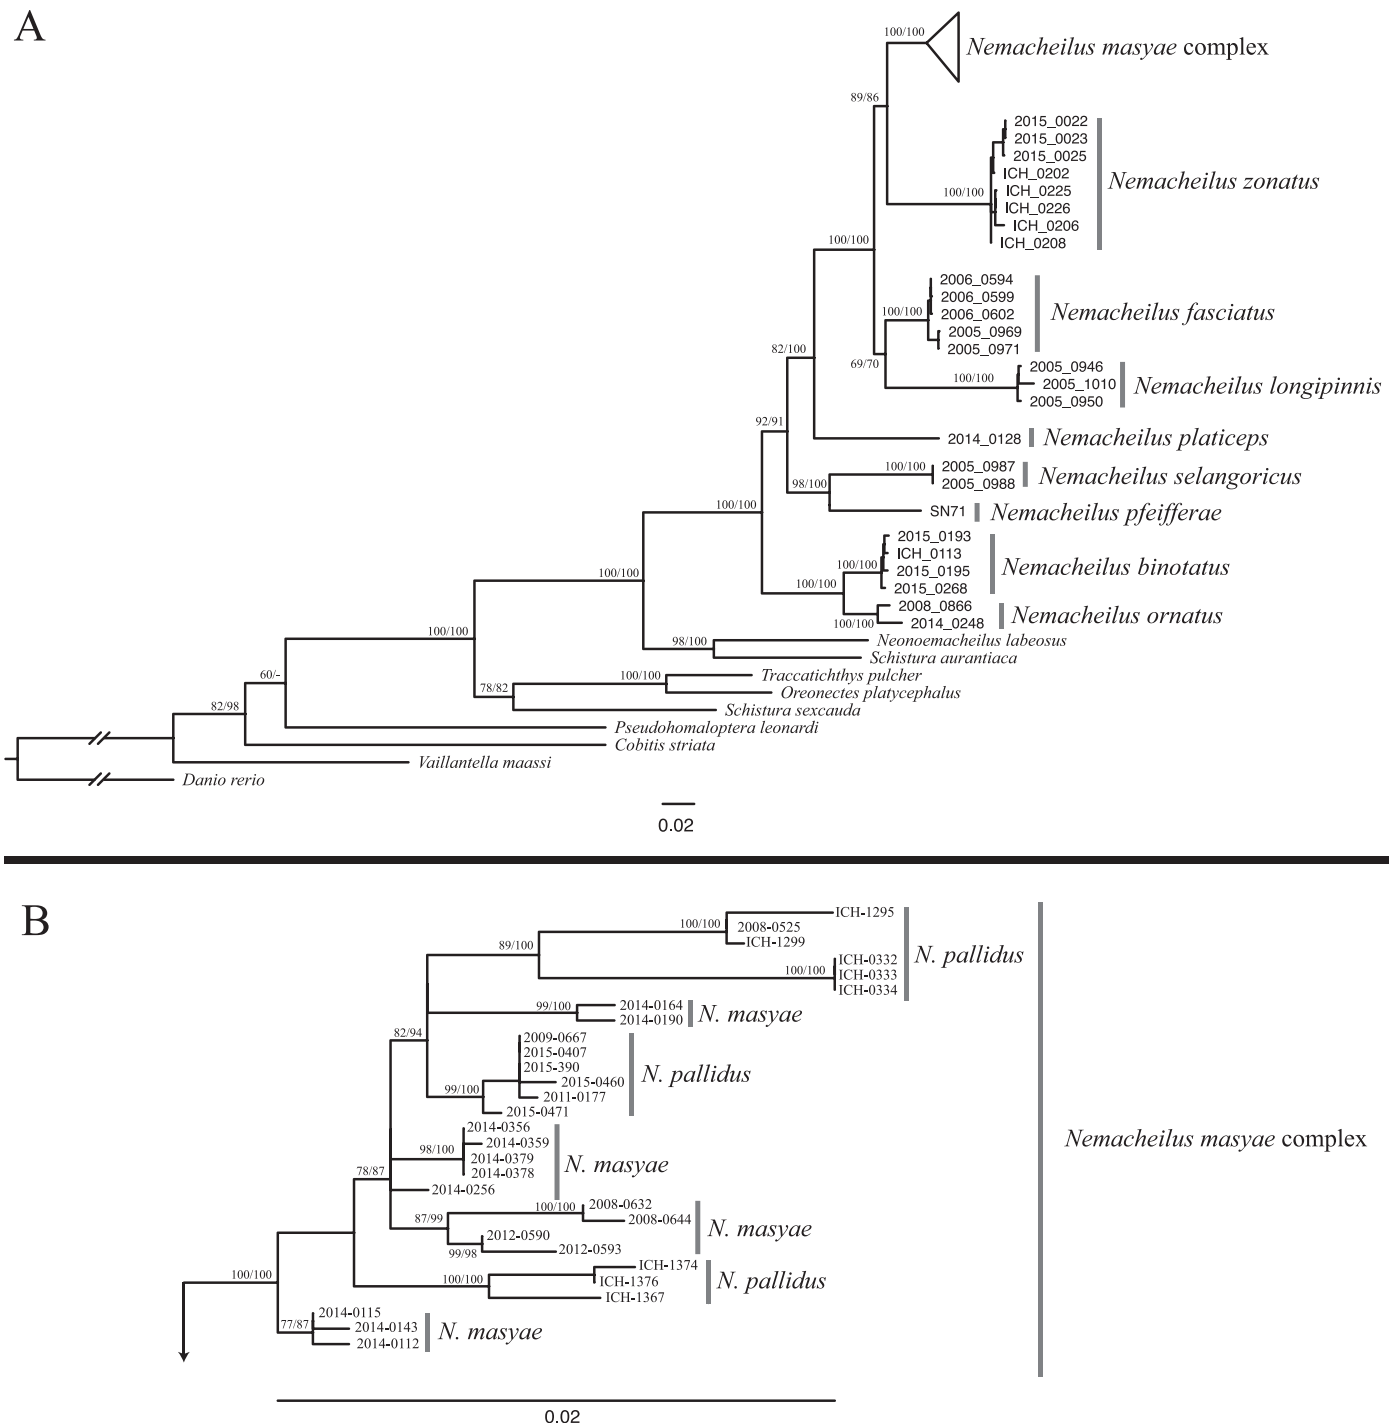 A
100/100
Nemacheilus masyae complex
89/86
2015_0022
2015_0023
2015_0025
ICH_0202
100/100
ICH_0225
ICH_0226
ICH_0206
ICH_0208
Nemacheilus zonatus
100/100
2006_0594
2006_0599
100/100
2006_0602
2005_0969
2005_0971
Nemacheilus fasciatus
82/100
69/70
2005_0946
100/100
2005_1010
2005_0950
Nemacheilus longipinnis
92/91
2014_0128
Nemacheilus platiceps
100/100
2005_0987
2005_0988
Nemacheilus selangoricus
98/100
100/100
SN71
Nemacheilus pfeifferae
2015_0193
ICH_0113
100/100
2015_0195
2015_0268
Nemacheilus binotatus
100/100
2008_0866
100/100
2014_0248
Nemacheilus ornatus
100/100
98/100
Neonoemacheilus labeosus
Schistura aurantiaca
60/-
78/82
100/100
Traccatichthys pulcher
Oreonectes platycephalus
82/98
Schistura sexcauda
Pseudohomaloptera leonardi
Cobitis striata
Vaillantella maassi
Danio rerio
0.02
B
ICH-1295
100/100
2008-0525
ICH-1299
89/100
ICH-0332
100/100
ICH-0333
ICH-0334
N. pallidus
99/100
2014-0164
2014-0190
N. masyae
82/94
2009-0667
2015-0407
2015-390
2015-0460
99/100
2011-0177
2015-0471
N. pallidus
2014-0356
98/100
2014-0359
2014-0379
2014-0378
78/87
2014-0256
N. masyae
Nemacheilus masyae complex
100/100
2008-0632
87/99
2008-0644
2012-0590
99/98
2012-0593
N. masyae
ICH-1374
100/100
100/100
ICH-1376
ICH-1367
N. pallidus
2014-0115
77/87
2014-0143
2014-0112
N. masyae
0.02